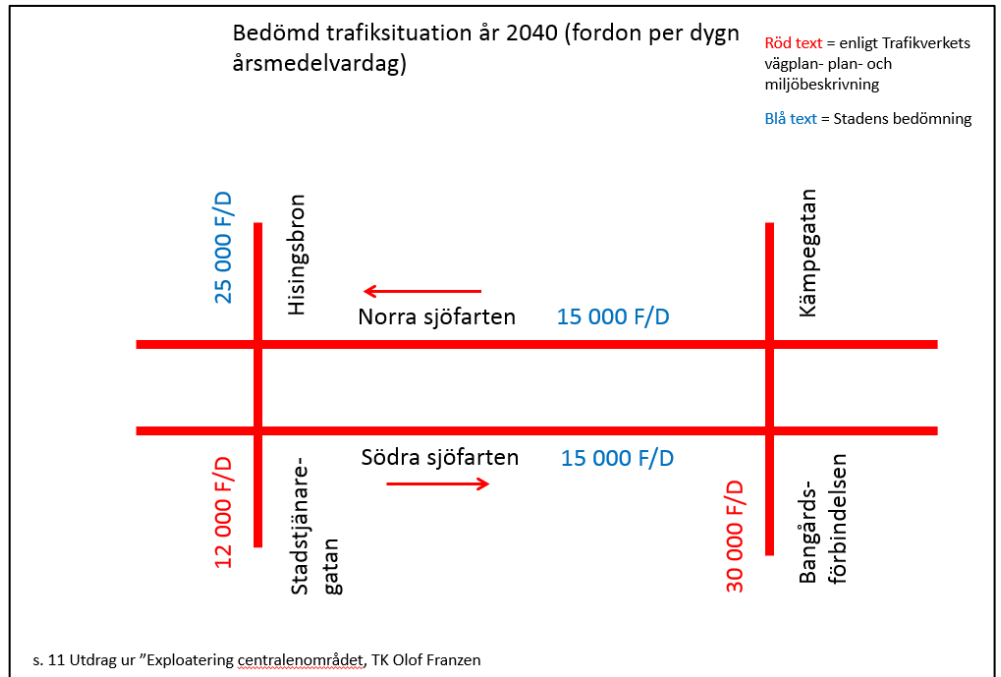 Bedömd trafiksituation år 2040 (fordon per dygn
årsmedelvardag)
Röd text = enligt Trafikverkets
vägplan- plan- och
miljöbeskrivning
Blå text = Stadens bedömning
25 000 F/D
Hisingsbron
Kämpegatan
Norra sjöfarten 15 000 F/D
Södra sjöfarten 15 000 F/D
12 000 F/D
Stadstjänare-
gatan
30 000 F/D
Bangårds-
förbindelsen
s. 11 Utdrag ur ”Exploatering centralenområdet, TK Olof Franzen